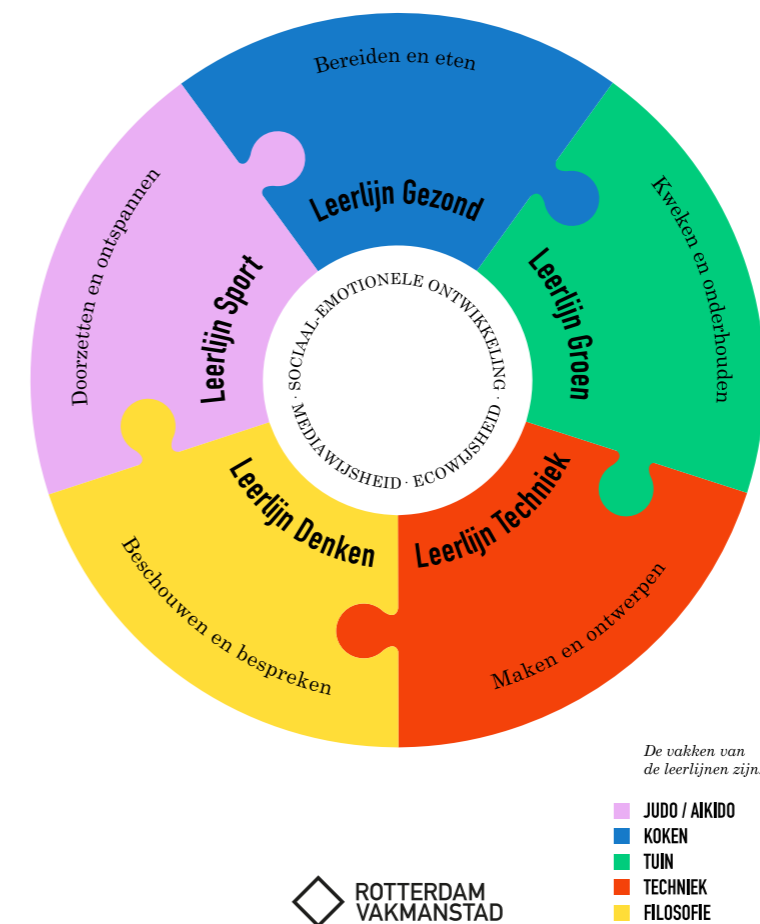 Bereiden en eten
Leerlijn Gezond
Kweken en onderhouden
Leerlijn Groen
Maken en ontwerpen
Leerlijn Techniek
Beschouwen en bespreken
Leerlijn Denken
Doorzetten en ontspannen
Leerlijn Sport
SOCIAAL-EMOTIONELE ONTWIKKELING · ECOWIJSHEID · MEDIAWIJSHEID ·
De vakken van
de leerlijnen zijn:
JUDO / AIKIDO
KOKEN
TUIN
TECHNIEK
FILOSOFIE
ROTTERDAM
VAKMANSTAD